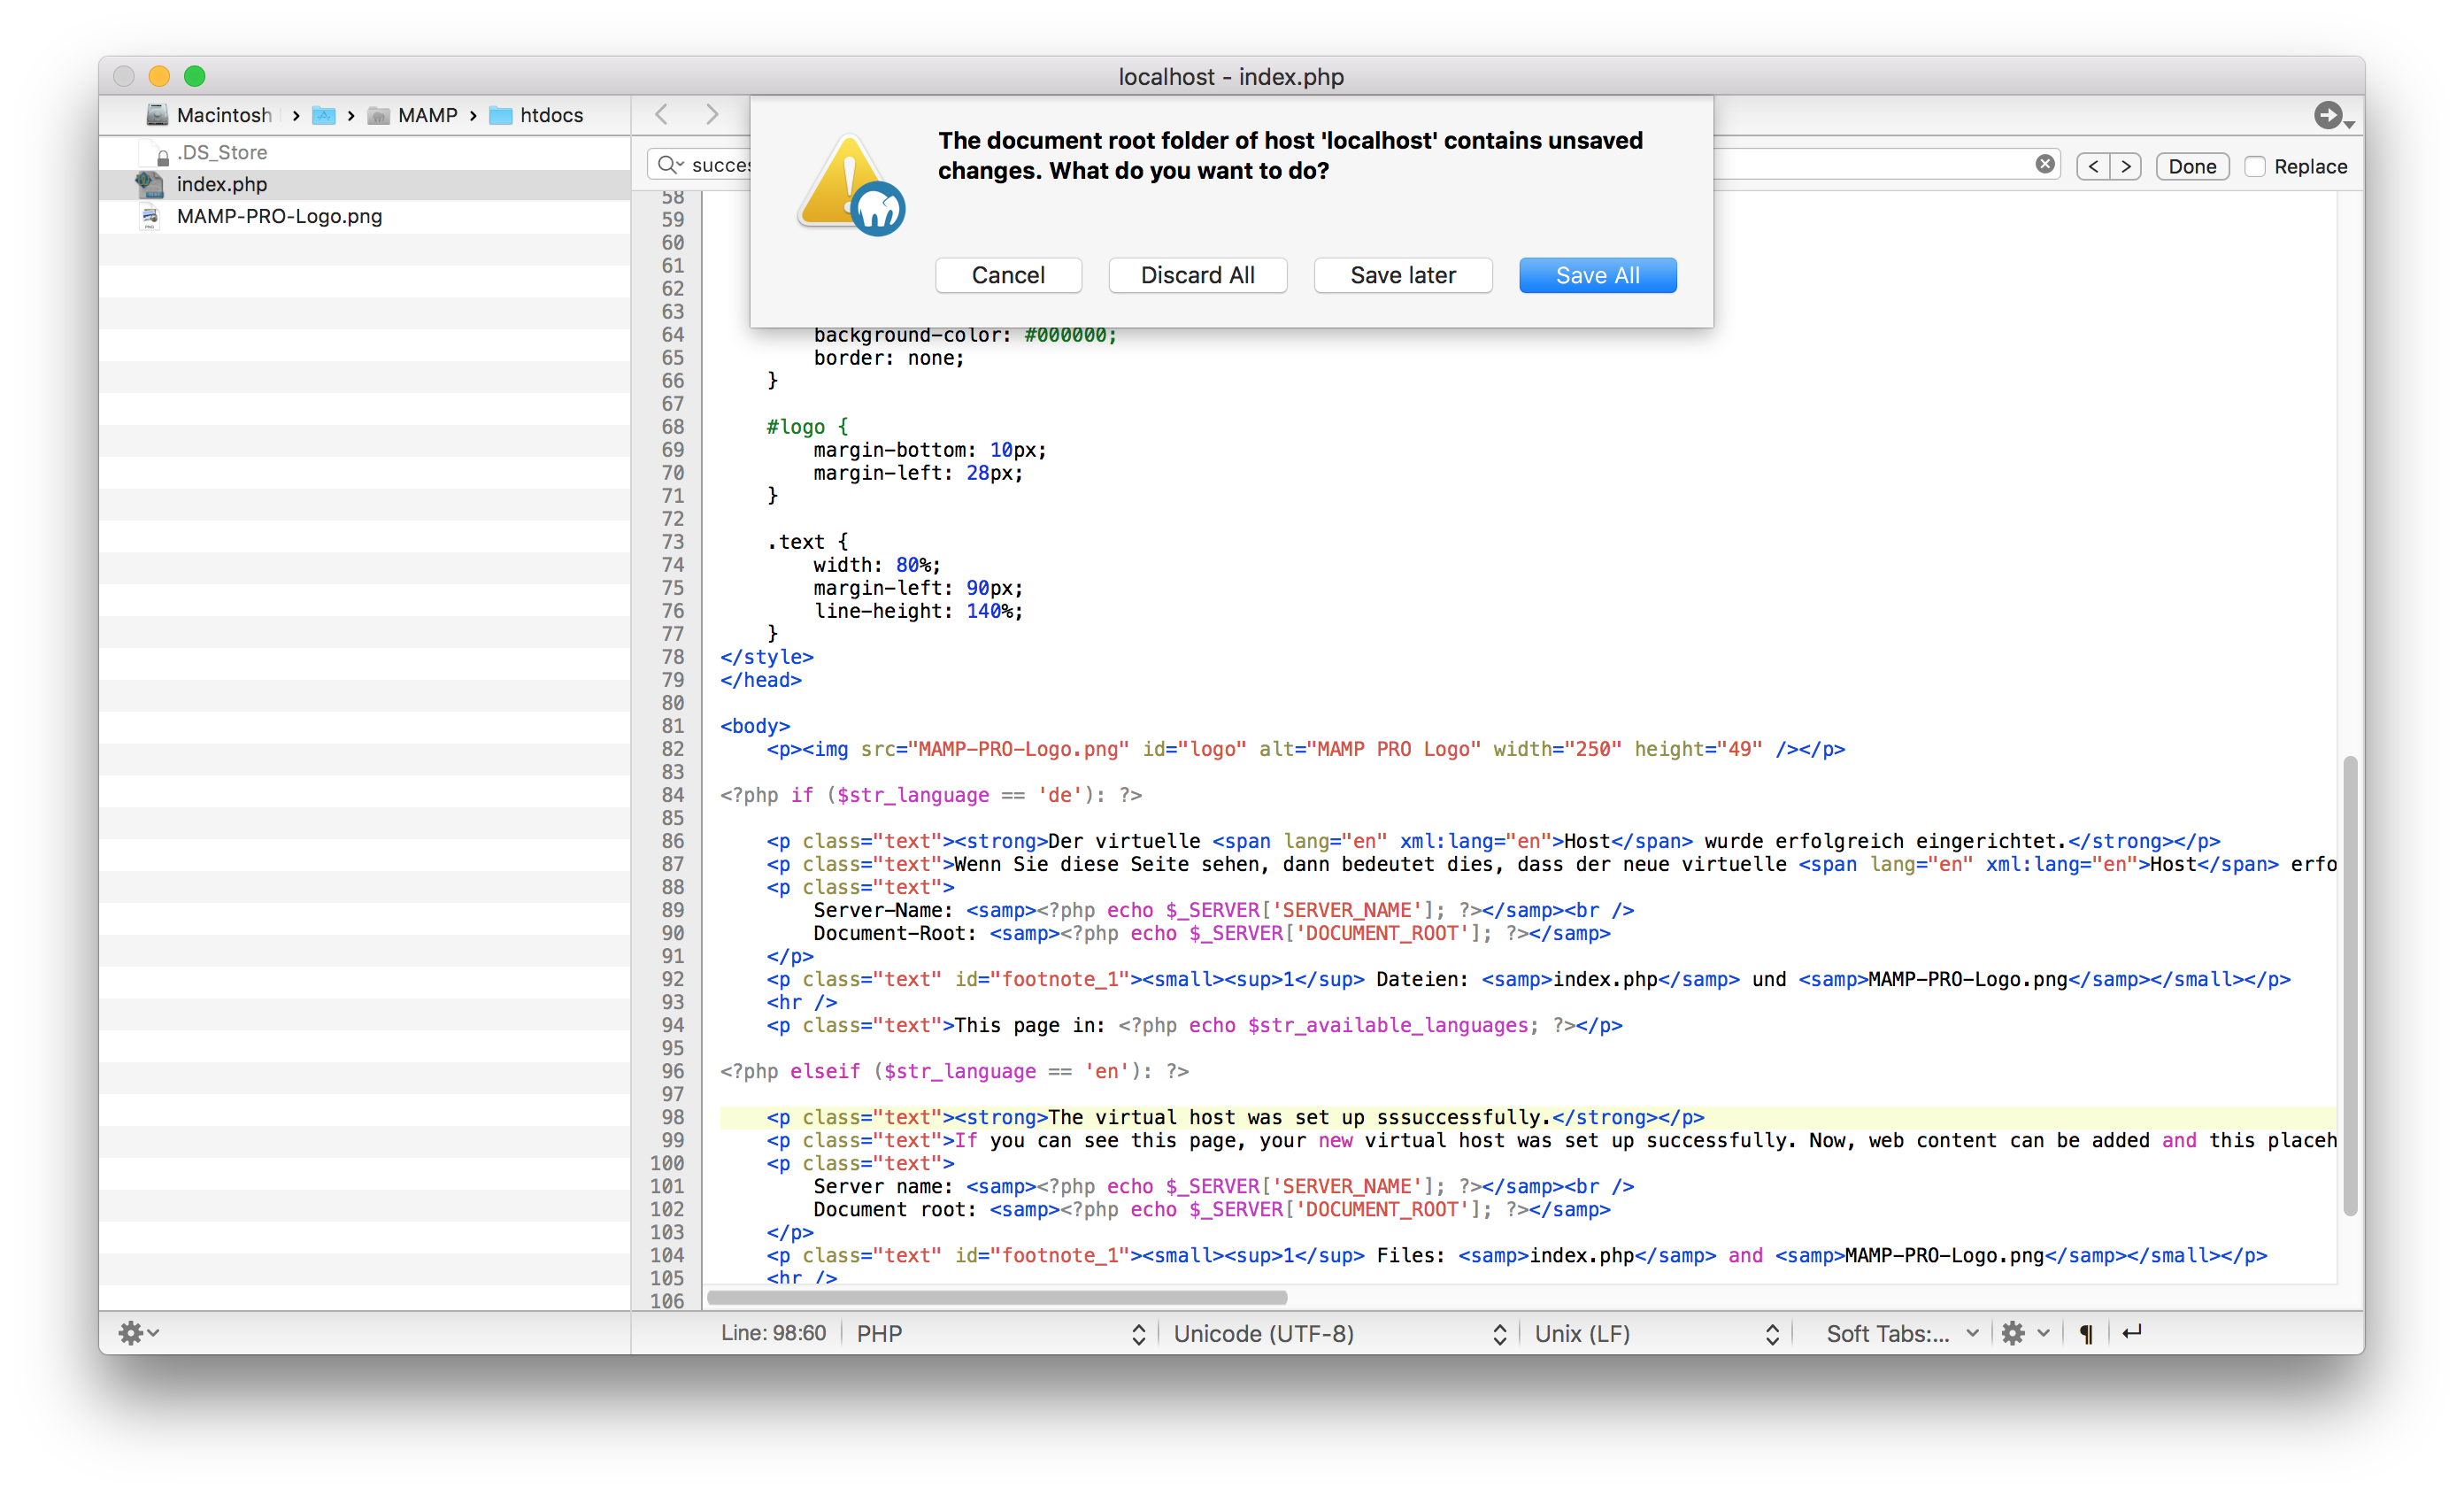 localhost - index.php
Macintosh › › MAMP › htdocs
.DS_Store
index.php
MAMP-PRO-Logo.png
The document root folder of host 'localhost' contains unsaved
changes. What do you want to do?
Cancel Discard All Save later Save All
< > Done Replace
58
59
60
61
62
63
64 background-color: #000000;
65 border: none;
66 }
67
68 #logo {
69 margin-bottom: 10px;
70 margin-left: 28px;
71 }
72
73 .text {
74 width: 80%;
75 margin-left: 90px;
76 line-height: 140%;
77 }
78 </style>
79 </head>
80
81 <body>
82 <p><img src="MAMP-PRO-Logo.png" id="logo" alt="MAMP PRO Logo" width="250" height="49" /></p>
83
84 <?php if ($str_language == 'de'): ?>
85
86 <p class="text"><strong>Der virtuelle <span lang="en" xml:lang="en">Host</span> wurde erfolgreich eingerichtet.</strong></p>
87 <p class="text">Wenn Sie diese Seite sehen, dann bedeutet dies, dass der neue virtuelle <span lang="en" xml:lang="en">Host</span> erfo
88 <p class="text">
89 Server-Name: <samp><?php echo $_SERVER['SERVER_NAME']; ?></samp><br />
90 Document-Root: <samp><?php echo $_SERVER['DOCUMENT_ROOT']; ?></samp>
91 </p>
92 <p class="text" id="footnote_1"><small><sup>1</sup> Dateien: <samp>index.php</samp> und <samp>MAMP-PRO-Logo.png</samp></small></p>
93 <hr />
94 <p class="text">This page in: <?php echo $str_available_languages; ?></p>
95
96 <?php elseif ($str_language == 'en'): ?>
97
98 <p class="text"><strong>The virtual host was set up sssuccessfully.</strong></p>
99 <p class="text">If you can see this page, your new virtual host was set up successfully. Now, web content can be added and this placeh
100 <p class="text">
101 Server name: <samp><?php echo $_SERVER['SERVER_NAME']; ?></samp><br />
102 Document root: <samp><?php echo $_SERVER['DOCUMENT_ROOT']; ?></samp>
103 </p>
104 <p class="text" id="footnote_1"><small><sup>1</sup> Files: <samp>index.php</samp> and <samp>MAMP-PRO-Logo.png</samp></small></p>
105 <hr />
106
Line: 98:60 PHP Unicode (UTF-8) Unix (LF) Soft Tabs:... ¶